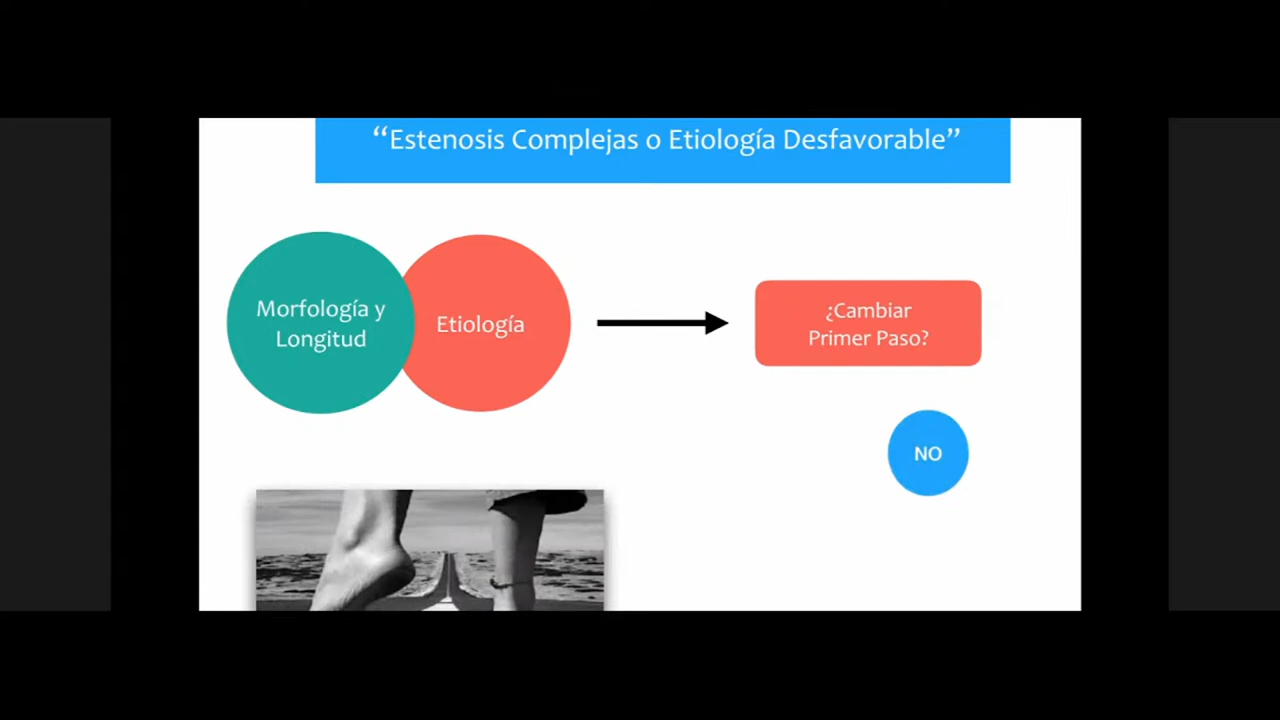 “Estenosis Complejas o Etiología Desfavorable”
Morfología y
Longitud
Etiología
¿Cambiar
Primer Paso?
NO